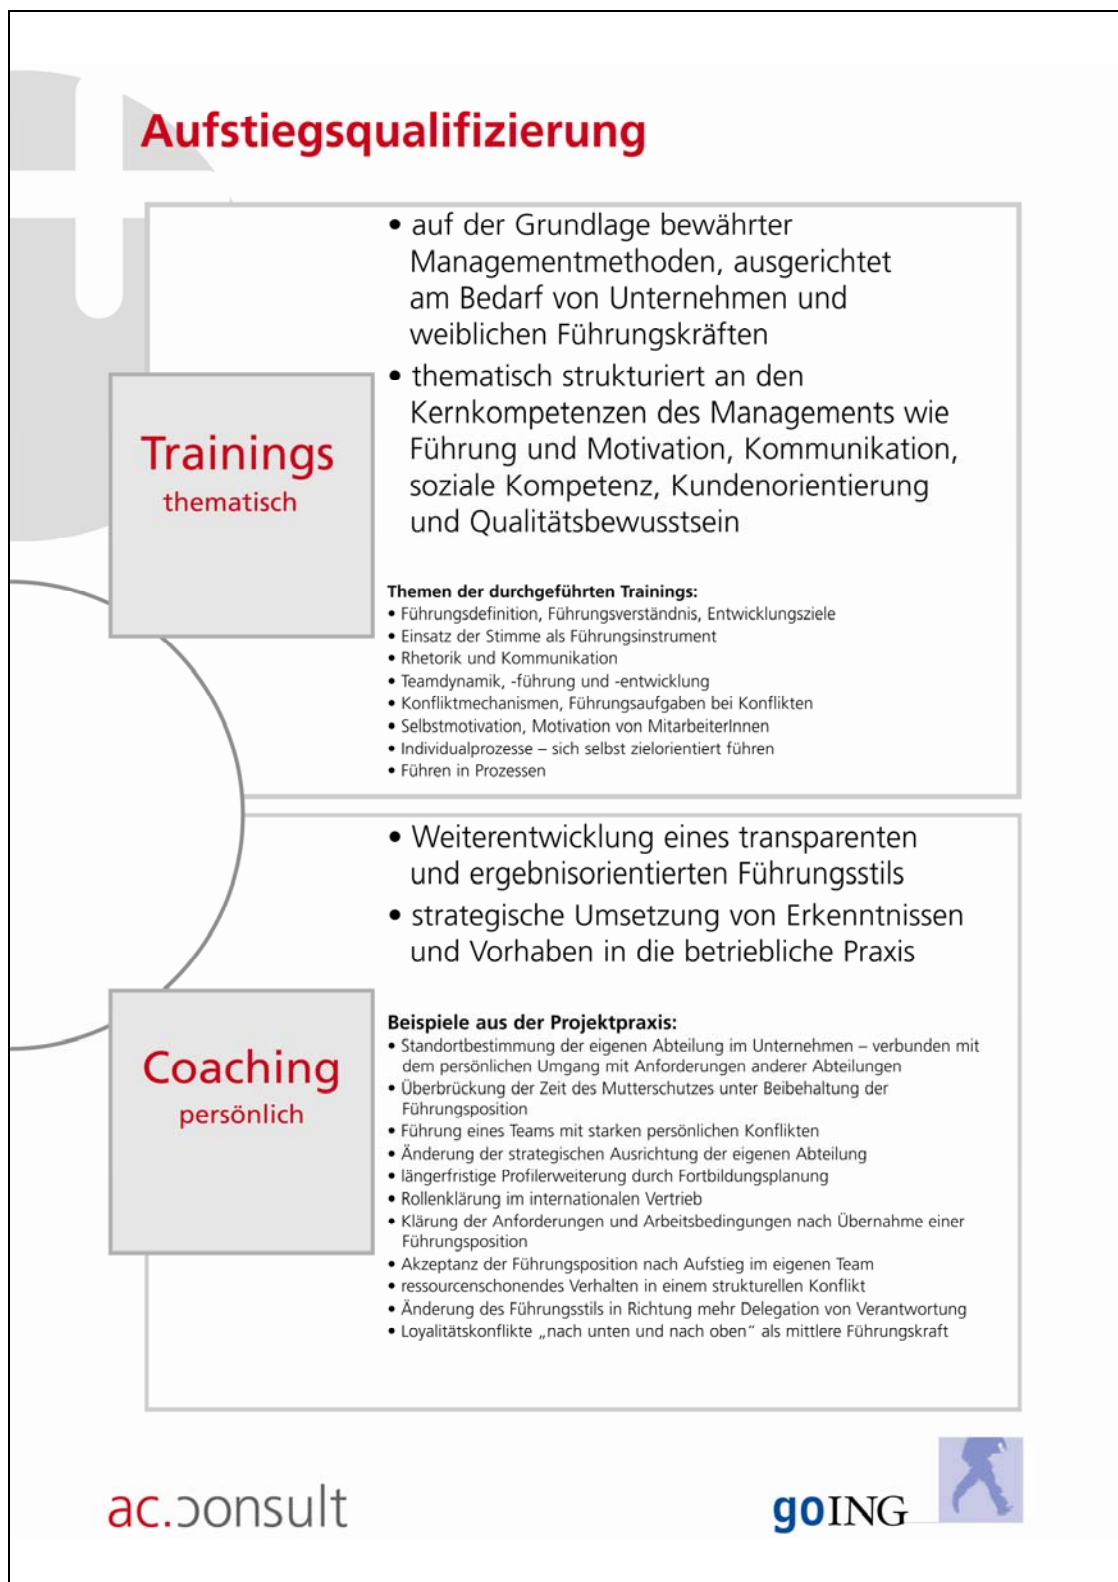 Aufstiegsqualifizierung
• auf der Grundlage bewährter
Managementmethoden, ausgerichtet
am Bedarf von Unternehmen und
weiblichen Führungskräften
• thematisch strukturiert an den
Kernkompetenzen des Managements wie
Führung und Motivation, Kommunikation,
soziale Kompetenz, Kundenorientierung
und Qualitätsbewusstsein
Trainings
thematisch
Themen der durchgeführten Trainings:
• Führungsdefinition, Führungsverständnis, Entwicklungsziele
• Einsatz der Stimme als Führungsinstrument
• Rhetorik und Kommunikation
• Teamdynamik, -führung und -entwicklung
• Konfliktmechanismen, Führungsaufgaben bei Konflikten
• Selbstmotivation, Motivation von MitarbeiterInnen
• Individualprozesse – sich selbst zielorientiert führen
• Führen in Prozessen
• Weiterentwicklung eines transparenten
und ergebnisorientierten Führungsstils
• strategische Umsetzung von Erkenntnissen
und Vorhaben in die betriebliche Praxis
Coaching
persönlich
Beispiele aus der Projektpraxis:
• Standortbestimmung der eigenen Abteilung im Unternehmen – verbunden mit
dem persönlichen Umgang mit Anforderungen anderer Abteilungen
• Überbrückung der Zeit des Mutterschutzes unter Beibehaltung der
Führungsposition
• Führung eines Teams mit starken persönlichen Konflikten
• Änderung der strategischen Ausrichtung der eigenen Abteilung
• längerfristige Profilerweiterung durch Fortbildungsplanung
• Rollenklärung im internationalen Vertrieb
• Klärung der Anforderungen und Arbeitsbedingungen nach Übernahme einer
Führungsposition
• Akzeptanz der Führungsposition nach Aufstieg im eigenen Team
• ressourcenschonendes Verhalten in einem strukturellen Konflikt
• Änderung des Führungsstils in Richtung mehr Delegation von Verantwortung
• Loyalitätskonflikte „nach unten und nach oben“ als mittlere Führungskraft
ac.consult
goING